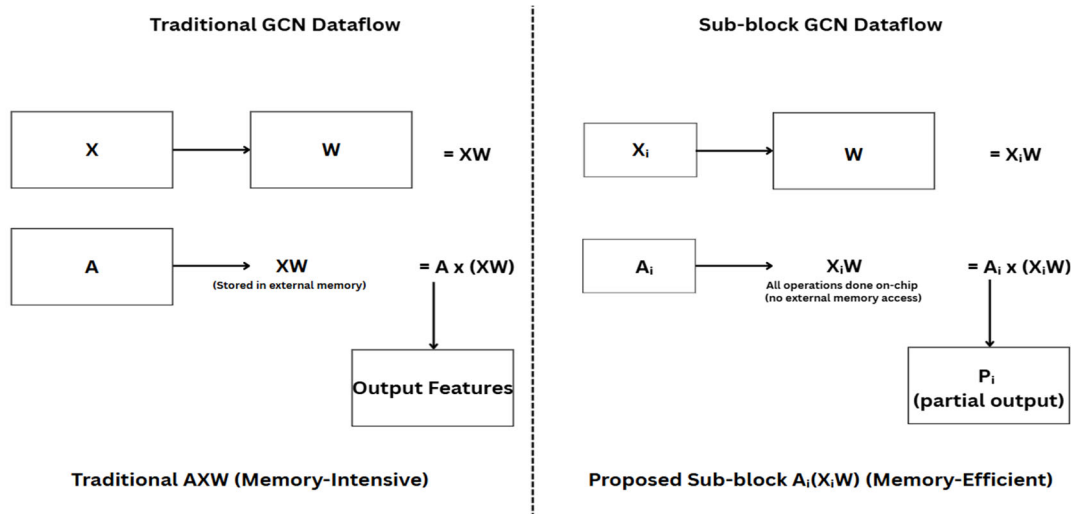 Traditional GCN Dataflow
X
W
= XW
A
XW
(Stored in external memory)
= A x (XW)
Output Features
Traditional AXW (Memory-Intensive)
Sub-block GCN Dataflow
Xᵢ
W
= XᵢW
Aᵢ
XᵢW
All operations done on-chip
(no external memory access)
= Aᵢ x (XᵢW)
Pᵢ
(partial output)
Proposed Sub-block Aᵢ(XᵢW) (Memory-Efficient)